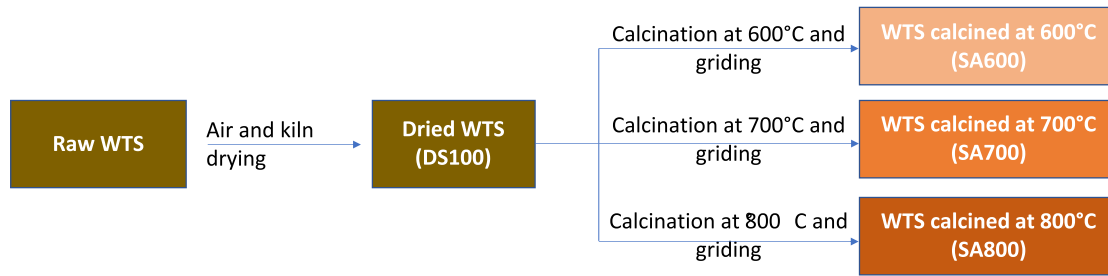 Raw WTS
Air and kiln
drying
Dried WTS
(DS100)
Calcination at 600°C and
griding
WTS calcined at 600°C
(SA600)
Calcination at 700°C and
griding
WTS calcined at 700°C
(SA700)
Calcination at 800°C and
griding
WTS calcined at 800°C
(SA800)